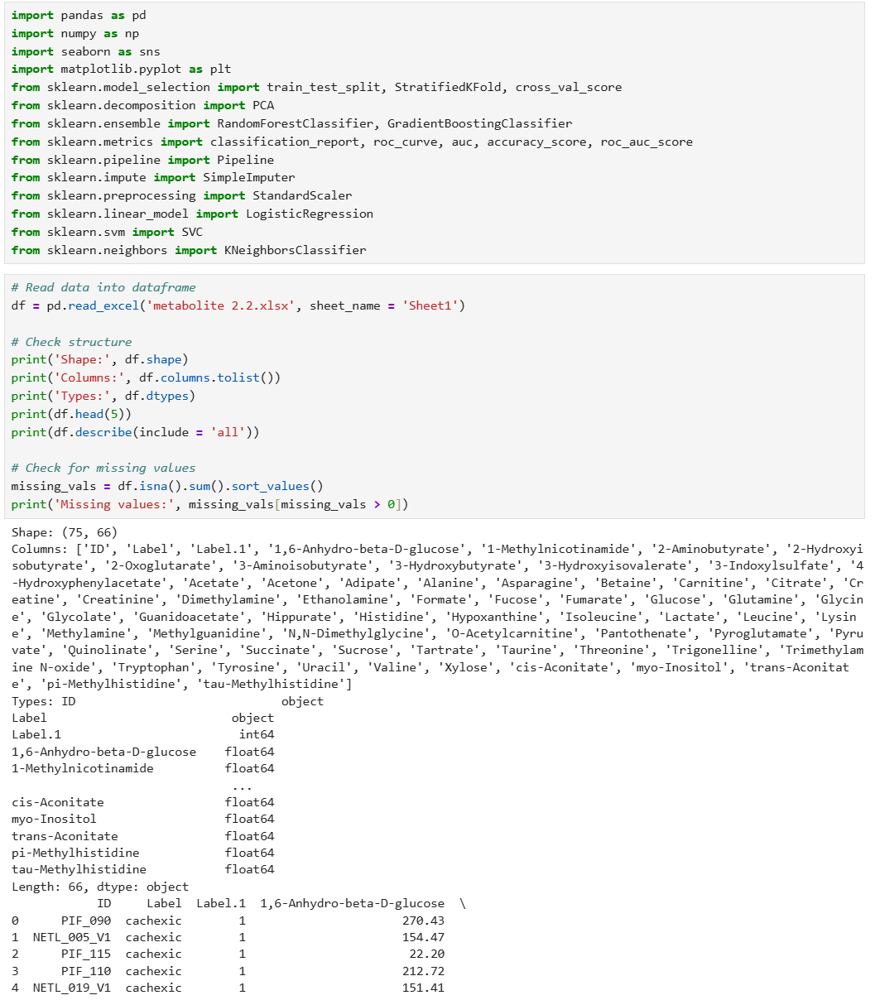 import pandas as pd
import numpy as np
import seaborn as sns
import matplotlib.pyplot as plt
from sklearn.model_selection import train_test_split, StratifiedKFold, cross_val_score
from sklearn.decomposition import PCA
from sklearn.ensemble import RandomForestClassifier, GradientBoostingClassifier
from sklearn.metrics import classification_report, roc_curve, auc, accuracy_score, roc_auc_score
from sklearn.pipeline import Pipeline
from sklearn.impute import SimpleImputer
from sklearn.preprocessing import StandardScaler
from sklearn.linear_model import LogisticRegression
from sklearn.svm import SVC
from sklearn.neighbors import KNeighborsClassifier
# Read data into dataframe
df = pd.read_excel('metabolite 2.2.xlsx', sheet_name = 'Sheet1')
# Check structure
print('Shape:', df.shape)
print('Columns:', df.columns.tolist())
print('Types:', df.dtypes)
print(df.head(5))
print(df.describe(include = 'all'))
# Check for missing values
missing_vals = df.isna().sum().sort_values()
print('Missing values:', missing_vals[missing_vals > 0])
Shape: (75, 66)
Columns: ['ID', 'Label', 'Label.1', '1,6-Anhydro-beta-D-glucose', '1-Methylnicotinamide', '2-Aminobutyrate', '2-Hydroxyi
sobutyrate', '2-Oxoglutarate', '3-Aminoisobutyrate', '3-Hydroxybutyrate', '3-Hydroxyisovalerate', '3-Indoxylsulfate', '4
-Hydroxyphenylacetate', 'Acetate', 'Acetone', 'Adipate', 'Alanine', 'Asparagine', 'Betaine', 'Carnitine', 'Citrate', 'Cr
eatine', 'Creatinine', 'Dimethylamine', 'Ethanolamine', 'Formate', 'Fucose', 'Fumarate', 'Glucose', 'Glutamine', 'Glycin
e', 'Glycolate', 'Guanidoacetate', 'Hippurate', 'Histidine', 'Hypoxanthine', 'Isoleucine', 'Lactate', 'Leucine', 'Lysin
e', 'Methylamine', 'Methylguanidine', 'N,N-Dimethylglycine', 'O-Acetylcarnitine', 'Pantothenate', 'Pyroglutamate', 'Pyru
vate', 'Quinolinate', 'Serine', 'Succinate', 'Sucrose', 'Tartrate', 'Taurine', 'Threonine', 'Trigonelline', 'Trimethylam
ine N-oxide', 'Tryptophan', 'Tyrosine', 'Uracil', 'Valine', 'Xylose', 'cis-Aconitate', 'myo-Inositol', 'trans-Aconitat
e', 'pi-Methylhistidine', 'tau-Methylhistidine']
Types: ID object
Label object
Label.1 int64
1,6-Anhydro-beta-D-glucose float64
1-Methylnicotinamide float64
...
cis-Aconitate float64
myo-Inositol float64
trans-Aconitate float64
pi-Methylhistidine float64
tau-Methylhistidine float64
Length: 66, dtype: object
ID Label Label.1 1,6-Anhydro-beta-D-glucose \
0 PIF_090 cachexic 1 270.43
1 NETL_005_V1 cachexic 1 154.47
2 PIF_115 cachexic 1 22.20
3 PIF_110 cachexic 1 212.72
4 NETL_019_V1 cachexic 1 151.41